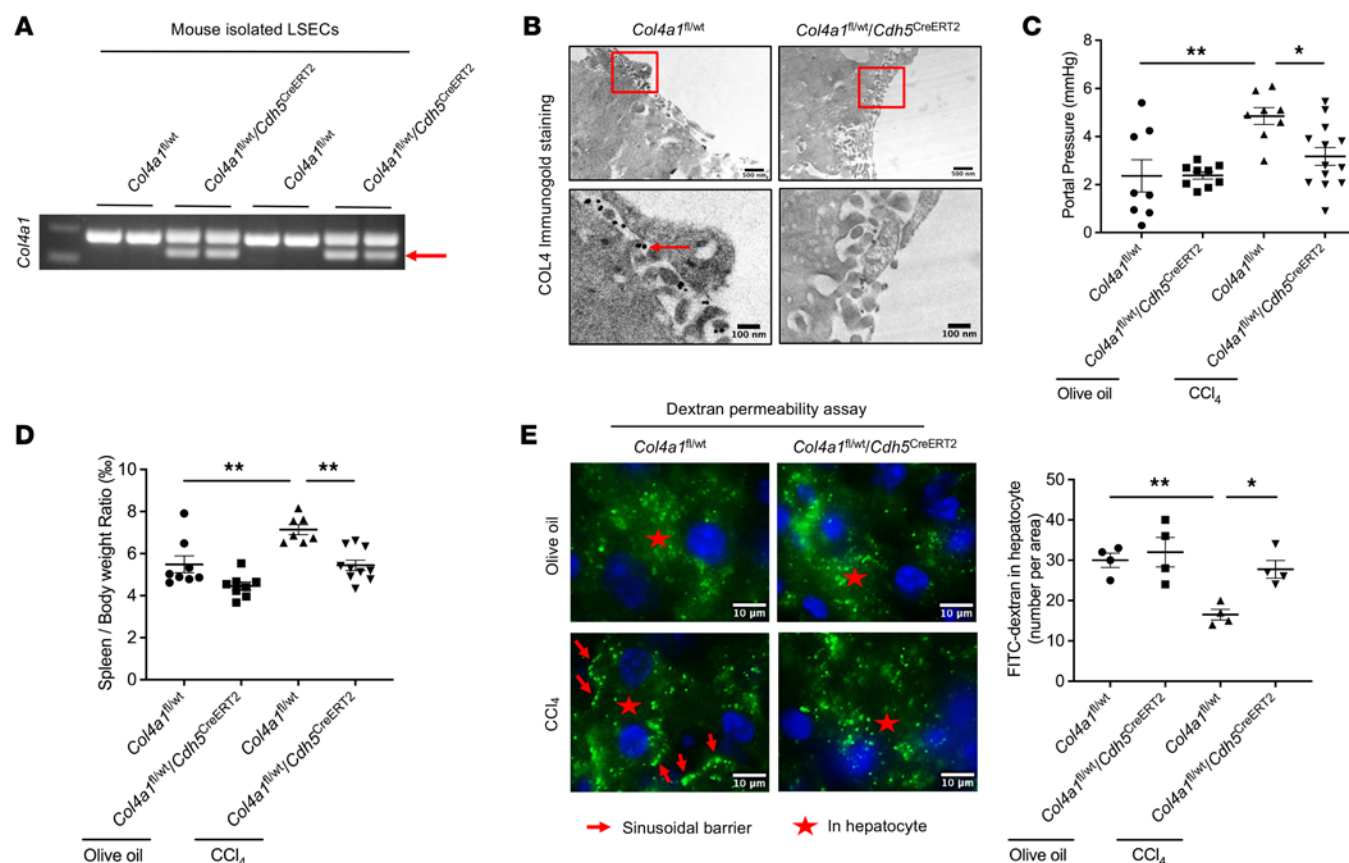 A
Mouse isolated LSECs
Col4a1fl/wt
Col4a1fl/wt/Cdh5CreERT2
Col4a1fl/wt
Col4a1fl/wt/Cdh5CreERT2
Col4a1
B
Col4a1fl/wt
Col4a1fl/wt/Cdh5CreERT2
COL4 Immunogold staining
500 nm
500 nm
100 nm
100 nm
C
Portal Pressure (mmHg)
8
6
4
2
0
**
*
Col4a1fl/wt
Col4a1fl/wt/Cdh5CreERT2
Col4a1fl/wt
Col4a1fl/wt/Cdh5CreERT2
Olive oil
CCl4
D
Spleen / Body weight Ratio (‰)
10
8
6
4
2
0
**
**
Col4a1fl/wt
Col4a1fl/wt/Cdh5CreERT2
Col4a1fl/wt
Col4a1fl/wt/Cdh5CreERT2
Olive oil
CCl4
E
Dextran permeability assay
Col4a1fl/wt
Col4a1fl/wt/Cdh5CreERT2
Olive oil
10 µm
10 µm
CCl4
10 µm
10 µm
Sinusoidal barrier
In hepatocyte
FITC-dextran in hepatocyte
(number per area)
50
40
30
20
10
0
**
*
Col4a1fl/wt
Col4a1fl/wt/Cdh5CreERT2
Col4a1fl/wt
Col4a1fl/wt/Cdh5CreERT2
Olive oil
CCl4